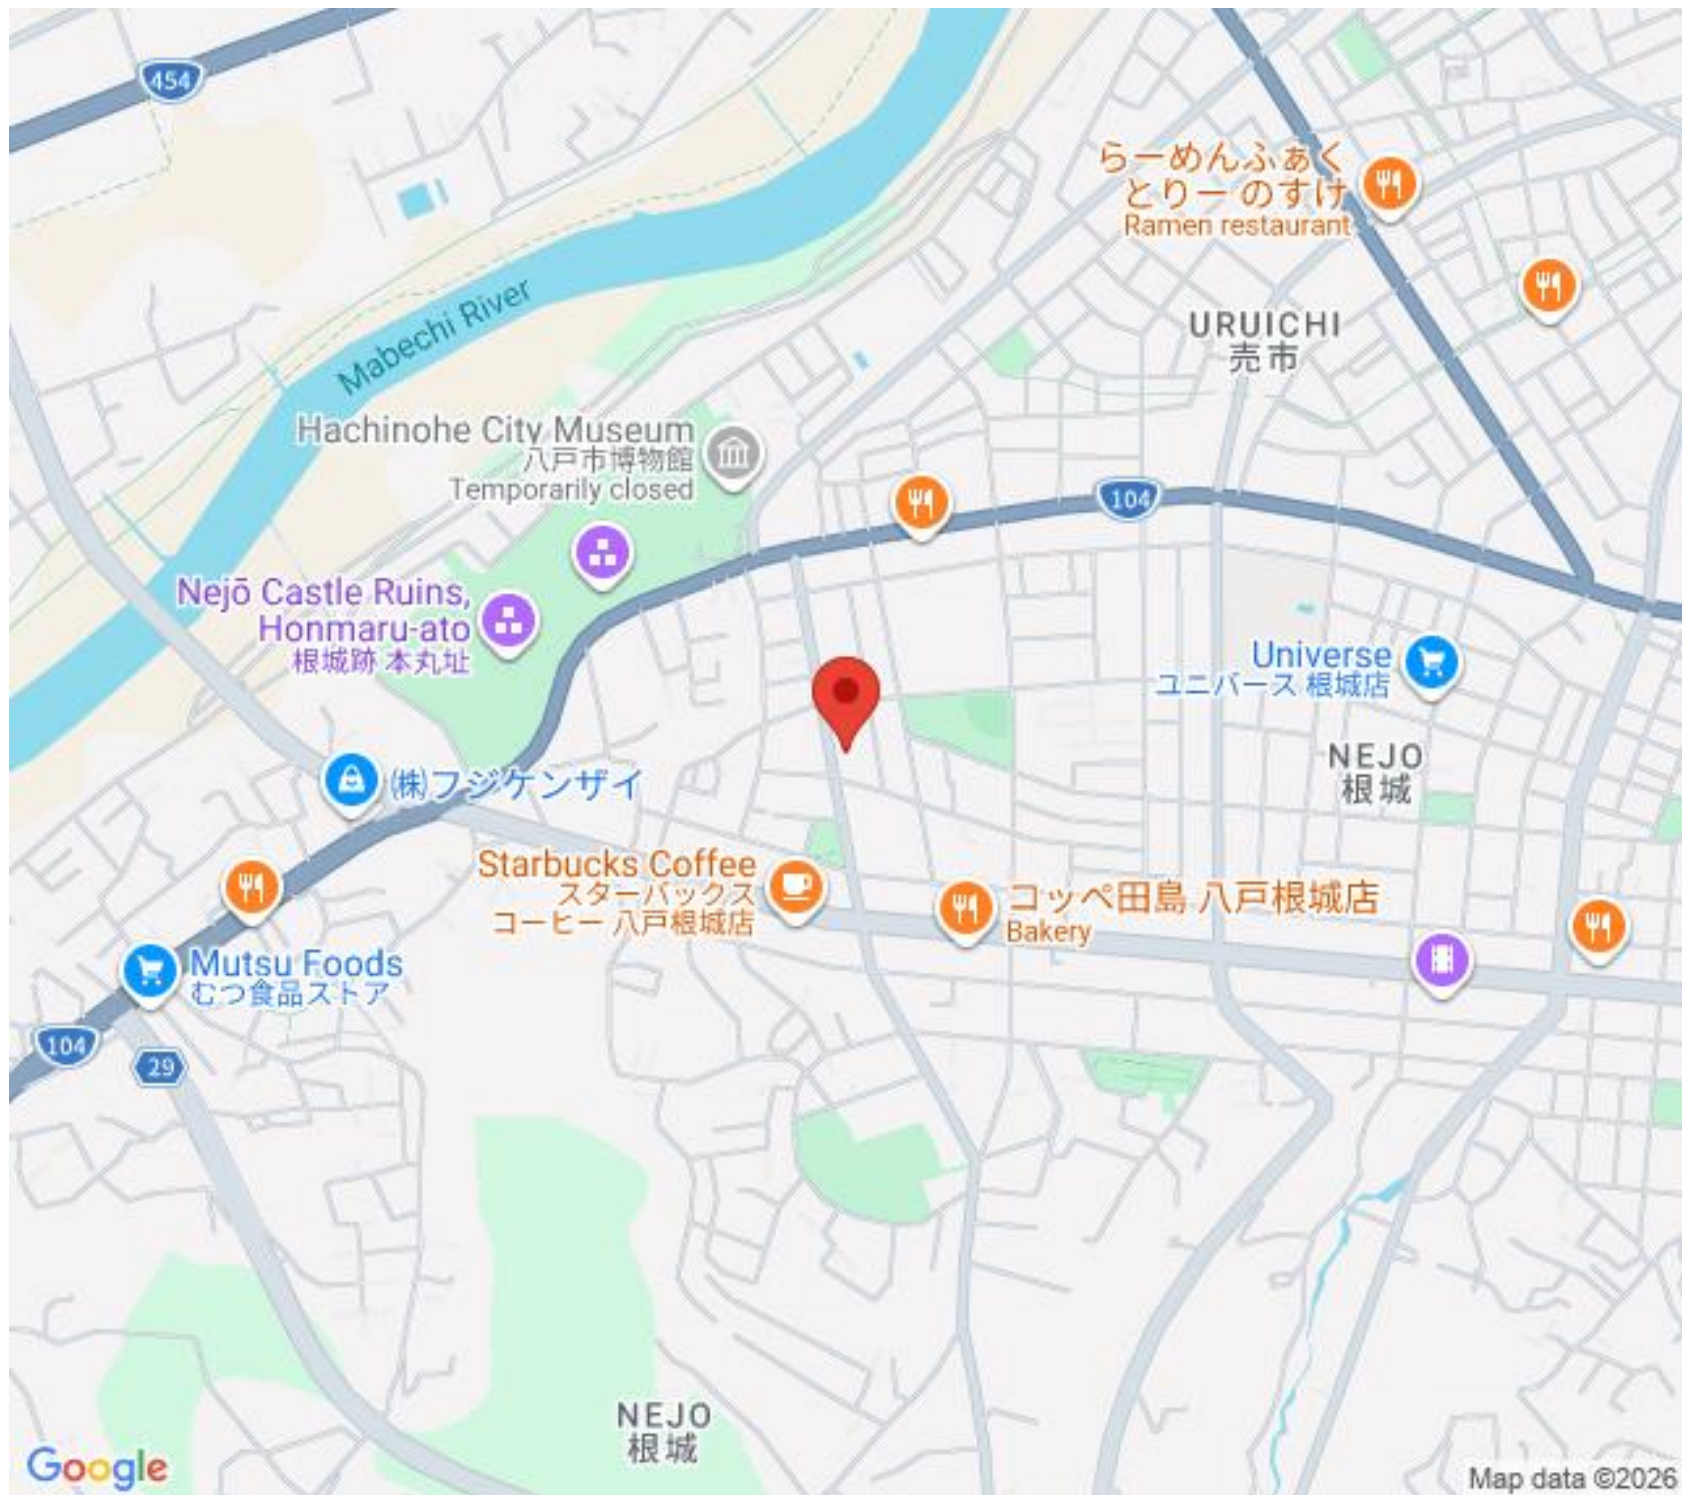 454
らーめんふぁく
とりー のすけ
Ramen restaurant
Mabechi River
URUICHI
売市
Hachinohe City Museum
八戸市博物館
Temporarily closed
104
Nejō Castle Ruins,
Honmaru-ato
根城跡 本丸址
Universe
ユニバース 根城店
NEJO
根城
㈱フジケンザイ
Starbucks Coffee
スターバックス
コーヒー 八戸根城店
コッペ田島 八戸根城店
Bakery
Mutsu Foods
むつ食品ストア
104
29
NEJO
根城
Google
Map data ©2026